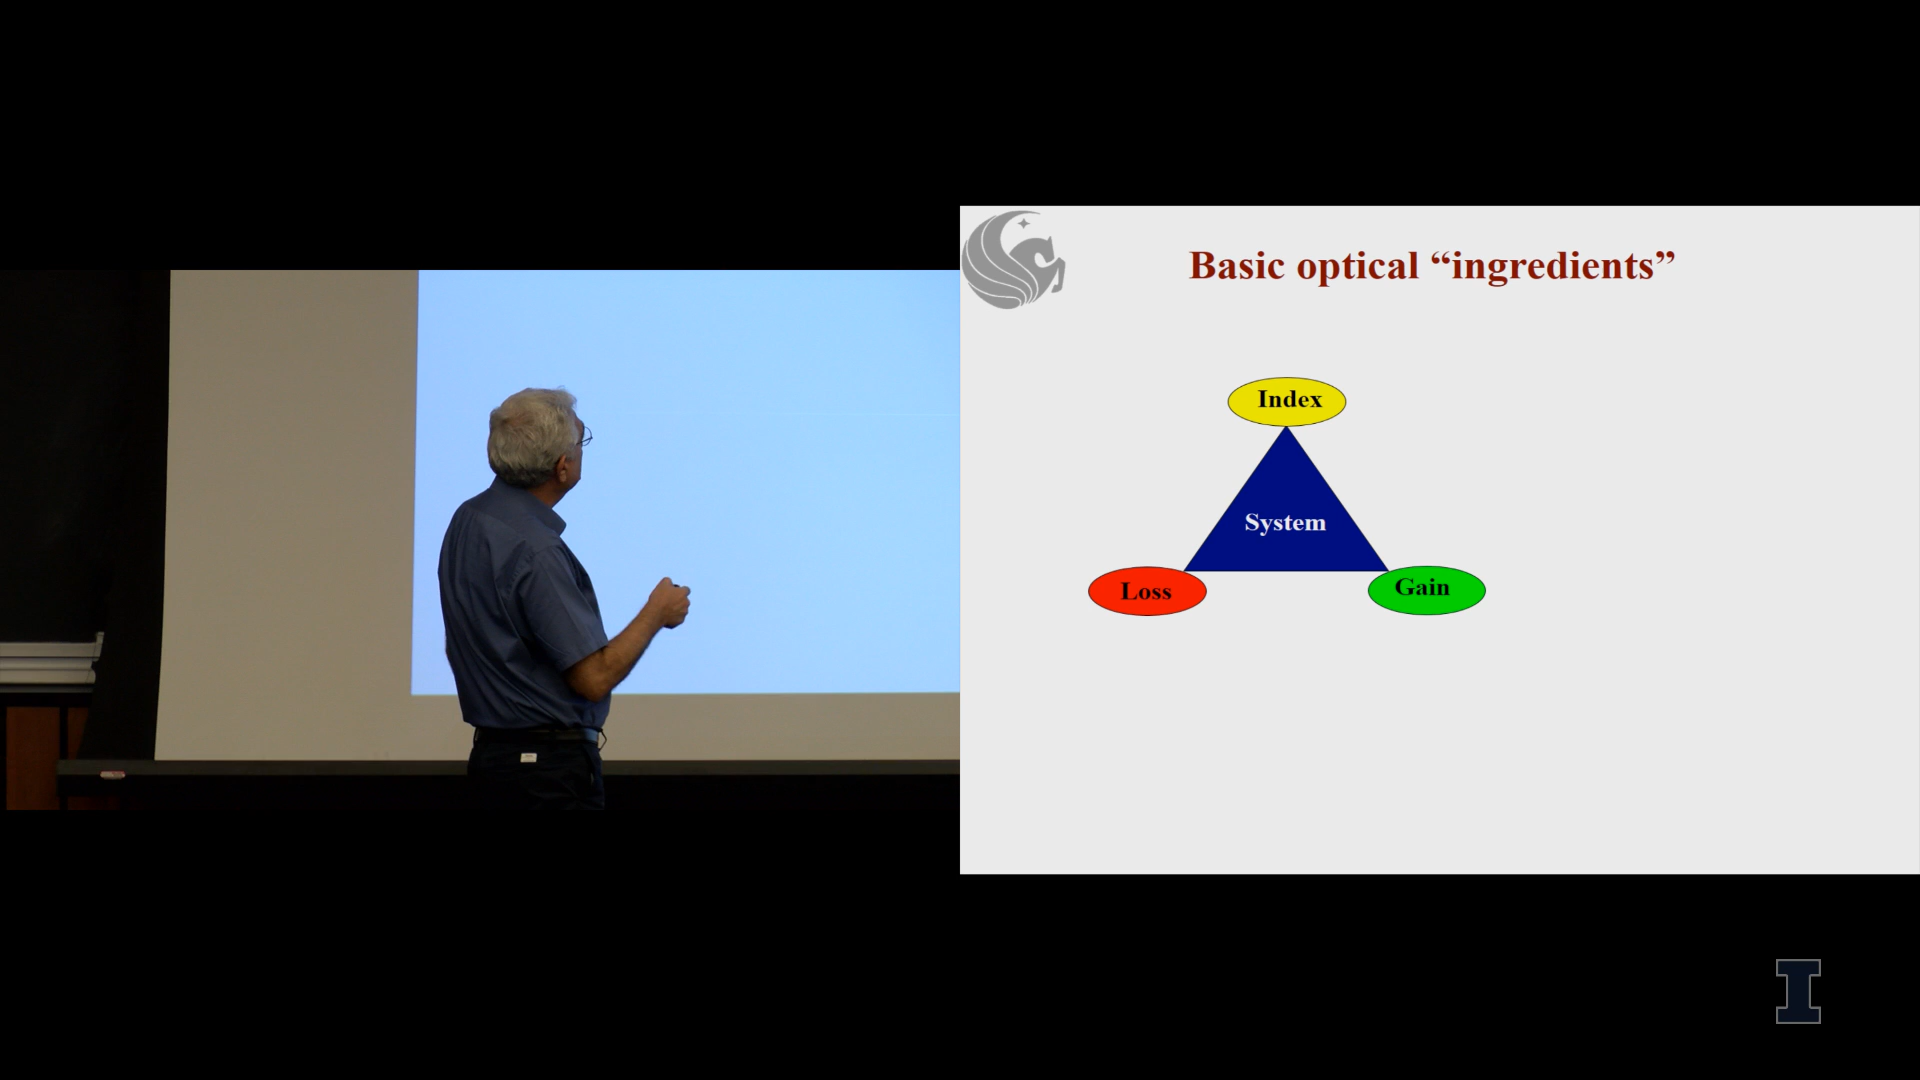 Basic optical “ingredients”
Index
System
Loss
Gain
I